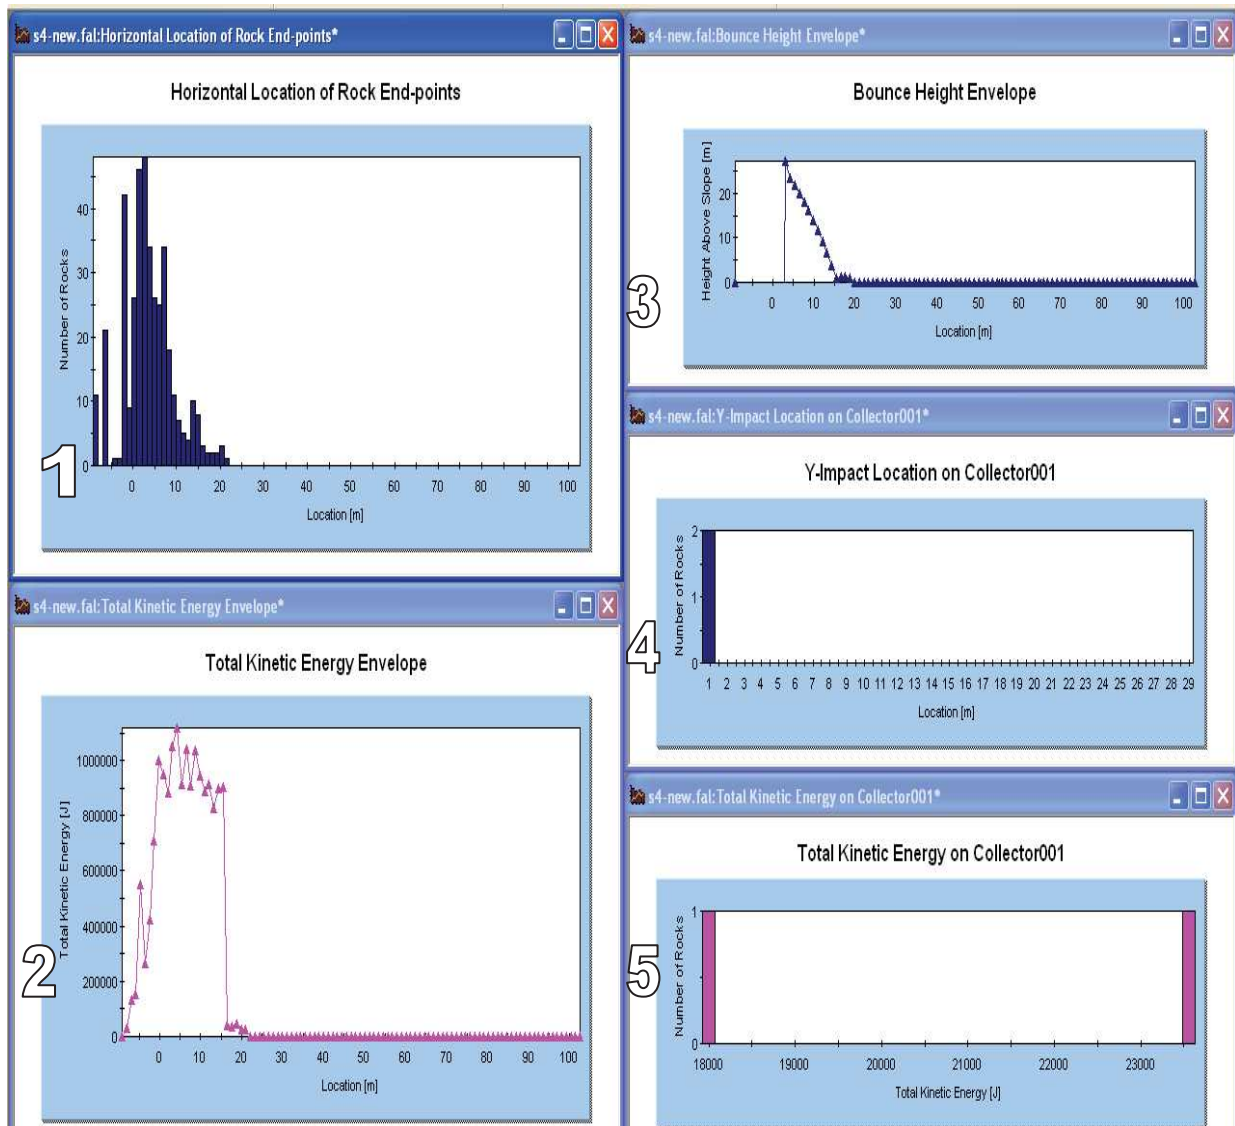 s4-new.fal:Horizontal Location of Rock End-points*
Horizontal Location of Rock End-points
Number of Rocks
40
30
20
10
0
0 10 20 30 40 50 60 70 80 90 100
Location [m]
1
s4-new.fal:Total Kinetic Energy Envelope*
Total Kinetic Energy Envelope
Total Kinetic Energy [J]
1000000
800000
600000
400000
200000
0
0 10 20 30 40 50 60 70 80 90 100
Location [m]
2
s4-new.fal:Bounce Height Envelope*
Bounce Height Envelope
Height Above Slope [m]
20
10
0
0 10 20 30 40 50 60 70 80 90 100
Location [m]
3
s4-new.fal:Y-Impact Location on Collector001*
Y-Impact Location on Collector001
Number of Rocks
2
1
0
1 2 3 4 5 6 7 8 9 10 11 12 13 14 15 16 17 18 19 20 21 22 23 24 25 26 27 28 29
Location [m]
4
s4-new.fal:Total Kinetic Energy on Collector001*
Total Kinetic Energy on Collector001
Number of Rocks
1
0
18000 19000 20000 21000 22000 23000
Total Kinetic Energy [J]
5